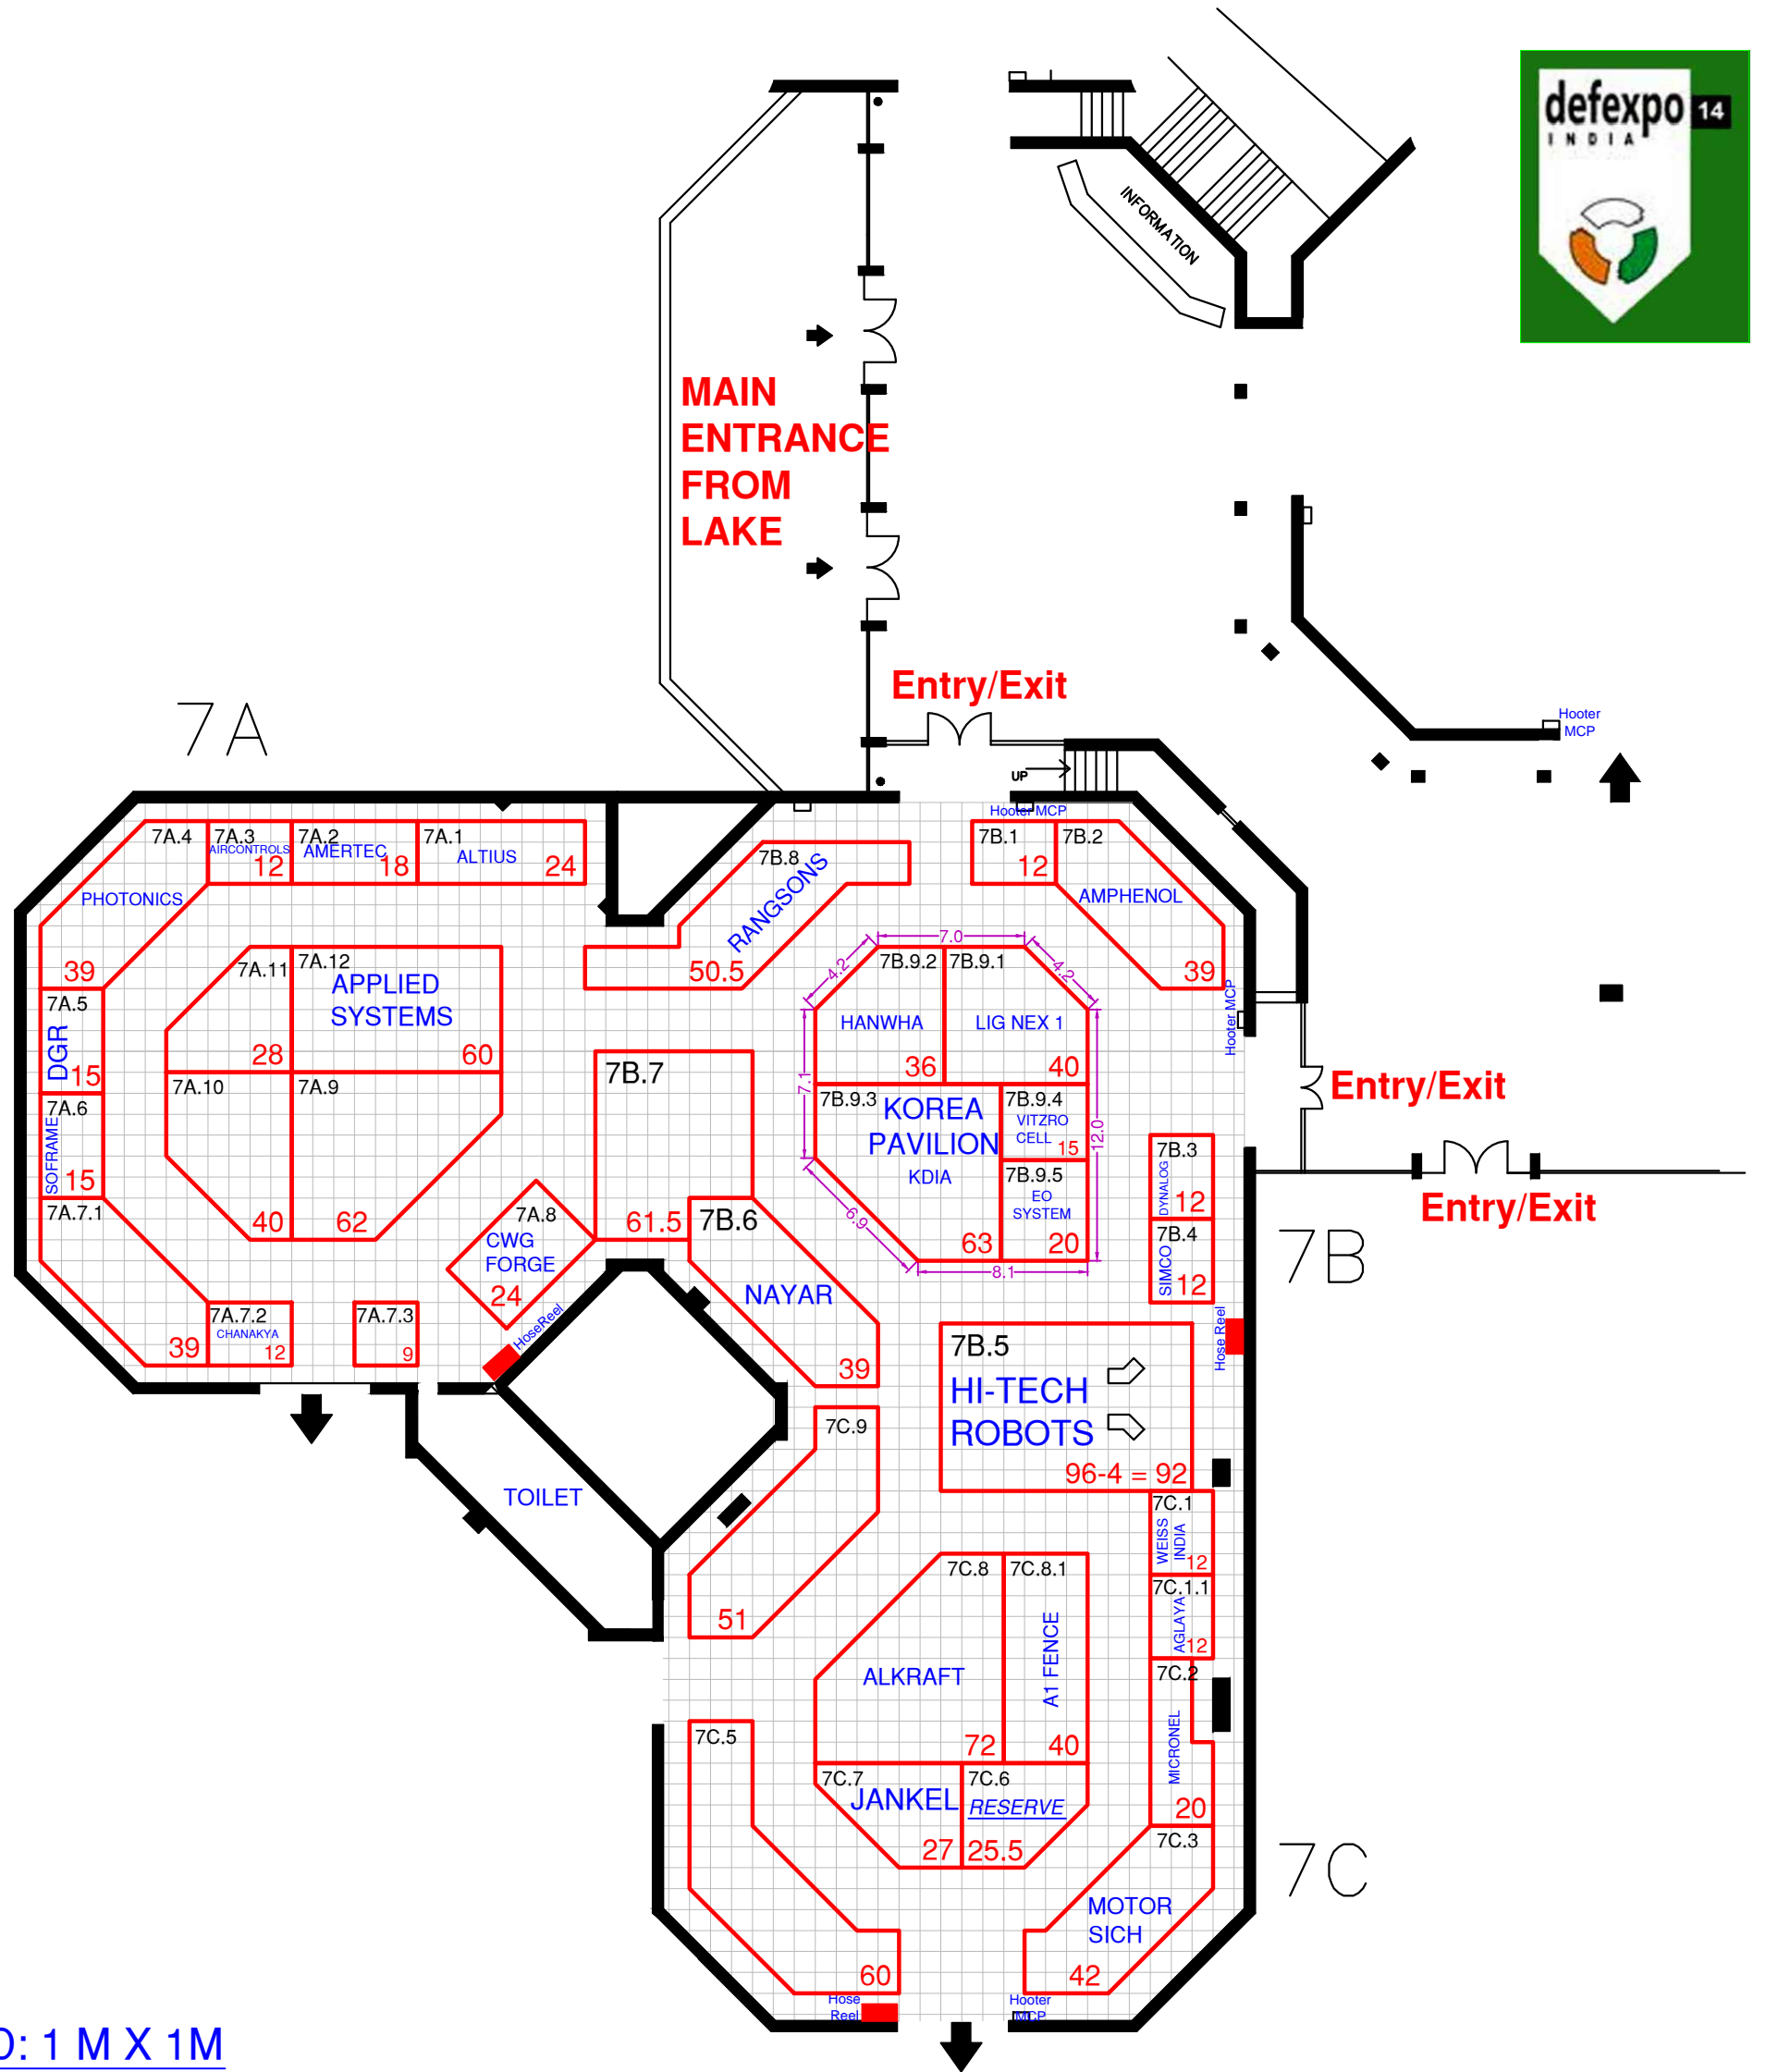 defexpo 14
INDIA
INFORMATION
MAIN
ENTRANCE
FROM
LAKE
Entry/Exit
UP
Hooter
MCP
7A
Hooter MCP
7A.4
PHOTONICS
39
7A.3
AIRCONTROLS
12
7A.2
AMERTEC
18
7A.1
ALTIUS
24
7B.8
RANGSONS
50.5
7B.1
12
7B.2
AMPHENOL
39
Hooter MCP
7A.5
DGR
15
7A.6
SOFRAME
15
7A.7.1
39
7A.11
28
7A.12
APPLIED
SYSTEMS
60
7A.10
40
7A.9
62
7A.8
CWG
FORGE
24
HoseReel
7A.7.2
CHANAKYA
12
7A.7.3
9
7B.7
61.5
7B.6
NAYAR
39
7.0
4.2
4.2
7.1
12.0
6.9
8.1
7B.9.2
HANWHA
36
7B.9.1
LIG NEX 1
40
7B.9.3
KOREA
PAVILION
KDIA
63
7B.9.4
VITZRO
CELL
15
7B.9.5
EO
SYSTEM
20
Entry/Exit
Entry/Exit
7B
7B.3
DYNALOG
12
7B.4
SIMCO
12
Hose Reel
7B.5
HI-TECH
ROBOTS
96-4 = 92
TOILET
7C.9
51
7C.1
WEISS
INDIA
12
7C.1.1
AGLAYA
12
7C.2
MICRONEL
20
7C.8
ALKRAFT
72
7C.8.1
A1 FENCE
40
7C.7
JANKEL
27
7C.6
RESERVE
25.5
7C.5
60
7C.3
MOTOR
SICH
42
7C
Hose
Reel
Hooter
MCP
D: 1 M X 1M